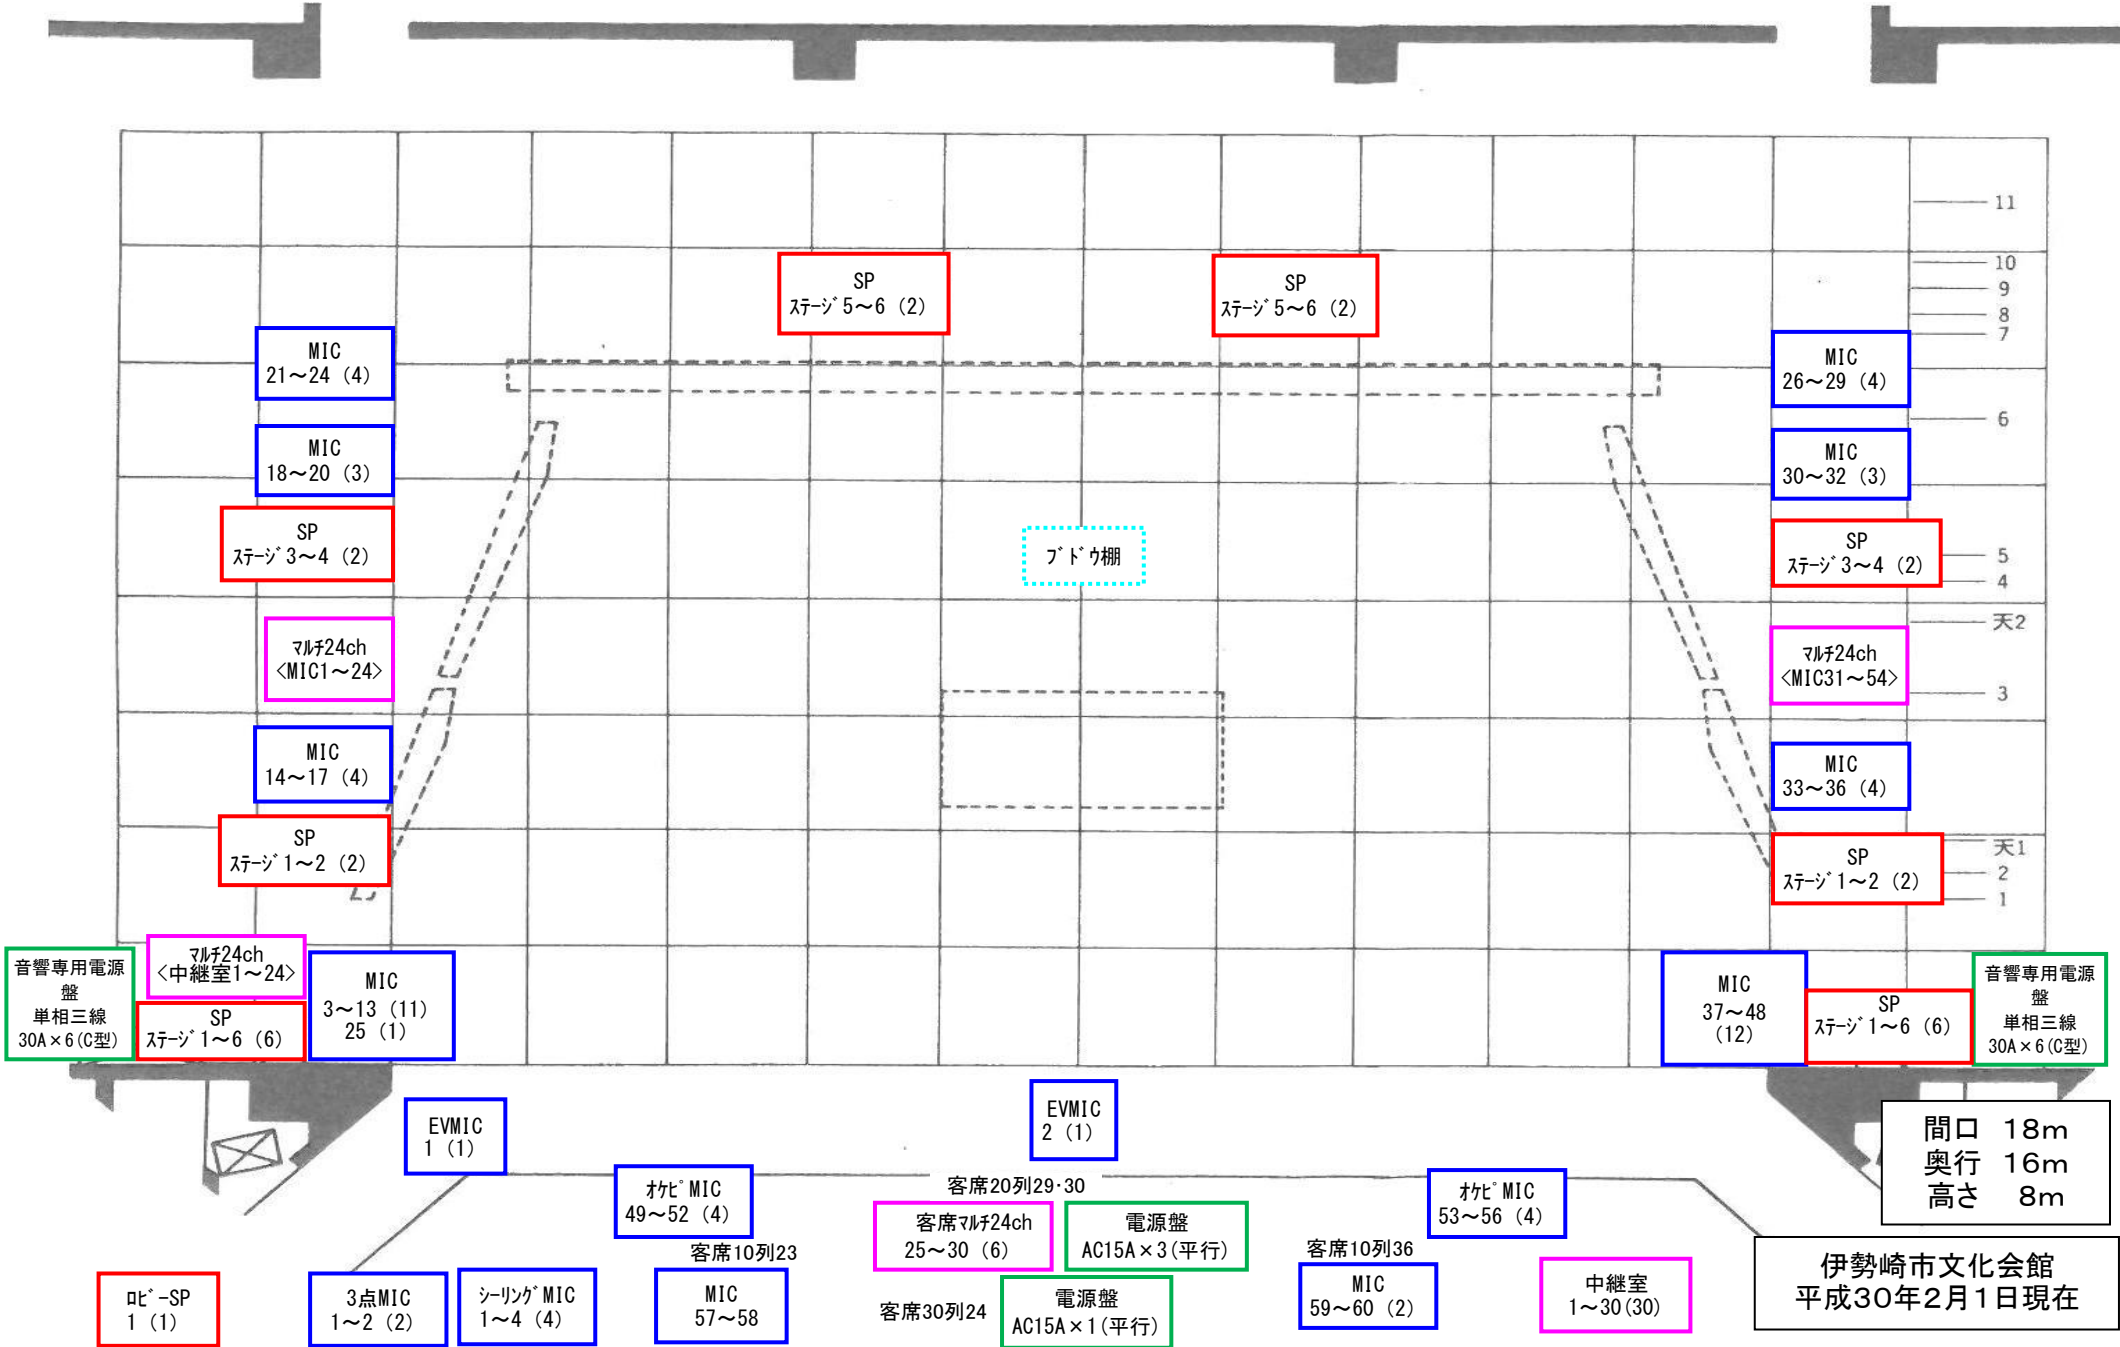 11
10
9
8
7
SP
ｽﾃｰｼﾞ5～6 (2)
SP
ｽﾃｰｼﾞ5～6 (2)
MIC
21～24 (4)
MIC
26～29 (4)
6
MIC
18～20 (3)
MIC
30～32 (3)
SP
ｽﾃｰｼﾞ3～4 (2)
ﾌﾞﾄﾞｳ棚
SP
ｽﾃｰｼﾞ3～4 (2)
5
4
天2
ﾏﾙﾁ24ch
<MIC1～24>
ﾏﾙﾁ24ch
<MIC31～54>
3
MIC
14～17 (4)
MIC
33～36 (4)
SP
ｽﾃｰｼﾞ1～2 (2)
SP
ｽﾃｰｼﾞ1～2 (2)
天1
2
1
音響専用電源
盤
単相三線
30A×6(C型)
ﾏﾙﾁ24ch
<中継室1～24>
SP
ｽﾃｰｼﾞ1～6 (6)
MIC
3～13 (11)
25 (1)
MIC
37～48
(12)
SP
ｽﾃｰｼﾞ1～6 (6)
音響専用電源
盤
単相三線
30A×6(C型)
EVMIC
1 (1)
EVMIC
2 (1)
間口 18m
奥行 16m
高さ 8m
ｵｹﾋﾟMIC
49～52 (4)
客席20列29･30
客席ﾏﾙﾁ24ch
25～30 (6)
電源盤
AC15A×3(平行)
ｵｹﾋﾟMIC
53～56 (4)
ﾛﾋﾞｰSP
1 (1)
3点MIC
1～2 (2)
ｼｰﾘﾝｸﾞMIC
1～4 (4)
客席10列23
MIC
57～58
客席30列24
電源盤
AC15A×1(平行)
客席10列36
MIC
59～60 (2)
中継室
1～30(30)
伊勢崎市文化会館
平成30年2月1日現在